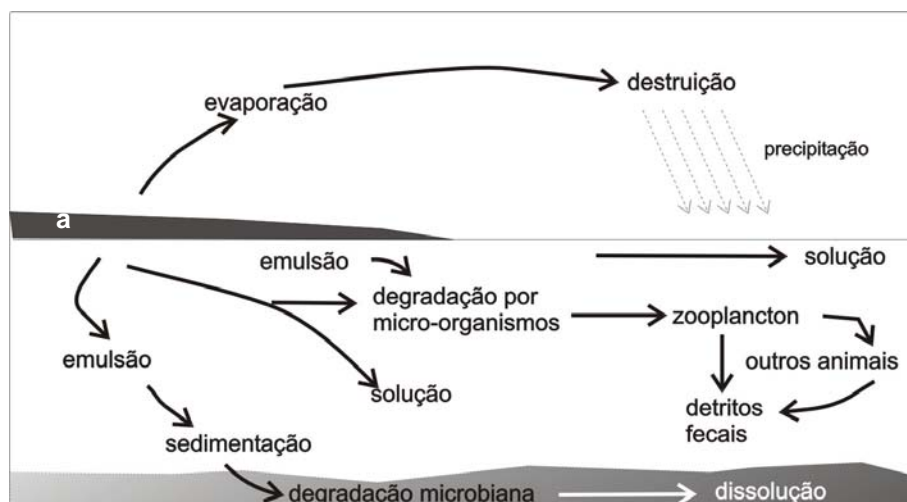 evaporação
destruição
precipitação
a
emulsão
solução
degradação por
micro-organismos
zooplancton
emulsão
outros animais
solução
detritos
fecais
sedimentação
degradação microbiana
dissolução